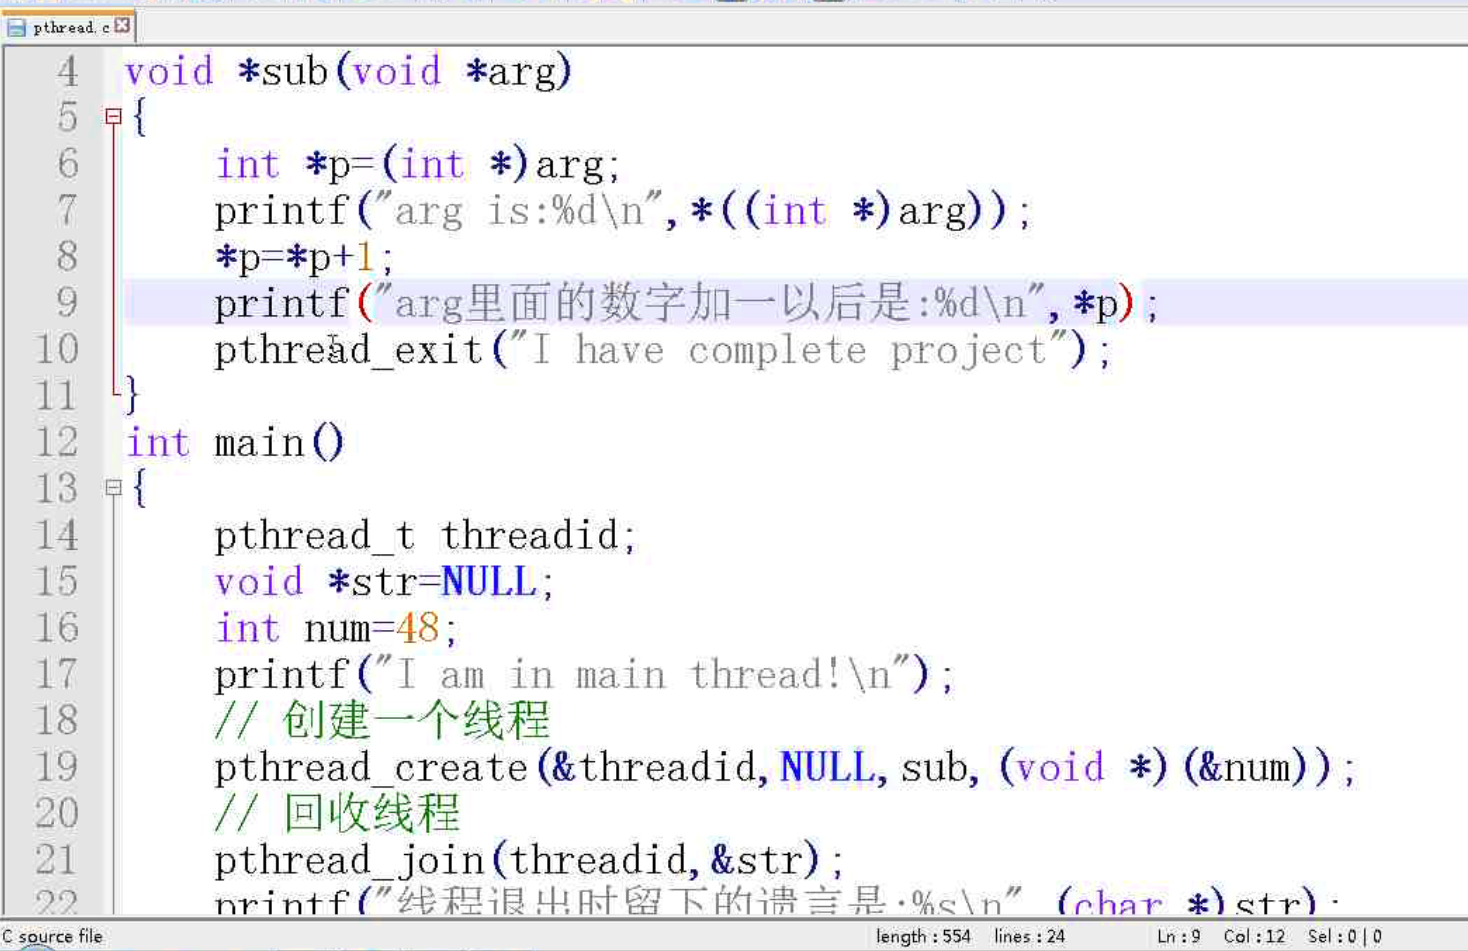 pthread.c
4 void *sub(void *arg)
5 {
6 int *p=(int *)arg;
7 printf("arg is:%d\n",*((int *)arg));
8 *p=*p+1;
9 printf("arg里面的数字加一以后是:%d\n",*p);
10 pthread_exit("I have complete project");
11 }
12 int main()
13 {
14 pthread_t threadid;
15 void *str=NULL;
16 int num=48;
17 printf("I am in main thread!\n");
18 // 创建一个线程
19 pthread_create(&threadid,NULL,sub,(void *)(&num));
20 // 回收线程
21 pthread_join(threadid,&str);
22 printf("线程退出时留下的遗言是:%s\n" (char *)str);
C source file length : 554 lines : 24 Ln : 9 Col : 12 Sel : 0 | 0